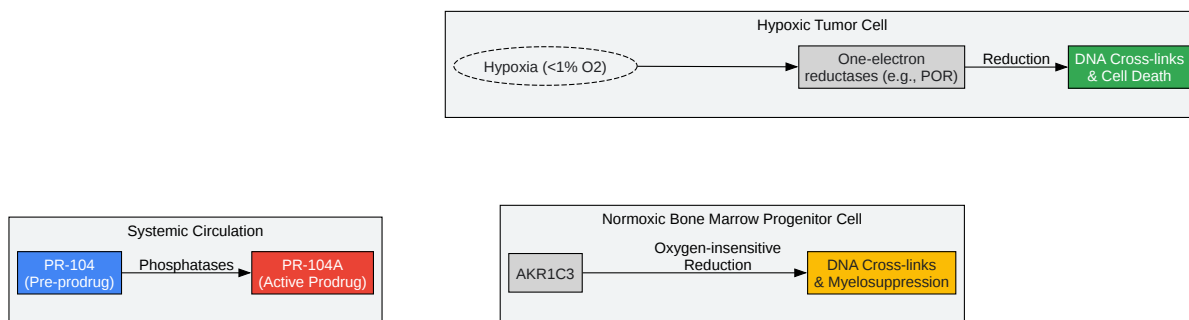 Hypoxic Tumor Cell
Hypoxia (<1% O2)
One-electron
reductases (e.g., POR)
Reduction
DNA Cross-links
& Cell Death
Systemic Circulation
PR-104
(Pre-prodrug)
Phosphatases
PR-104A
(Active Prodrug)
Normoxic Bone Marrow Progenitor Cell
AKR1C3
Oxygen-insensitive
Reduction
DNA Cross-links
& Myelosuppression